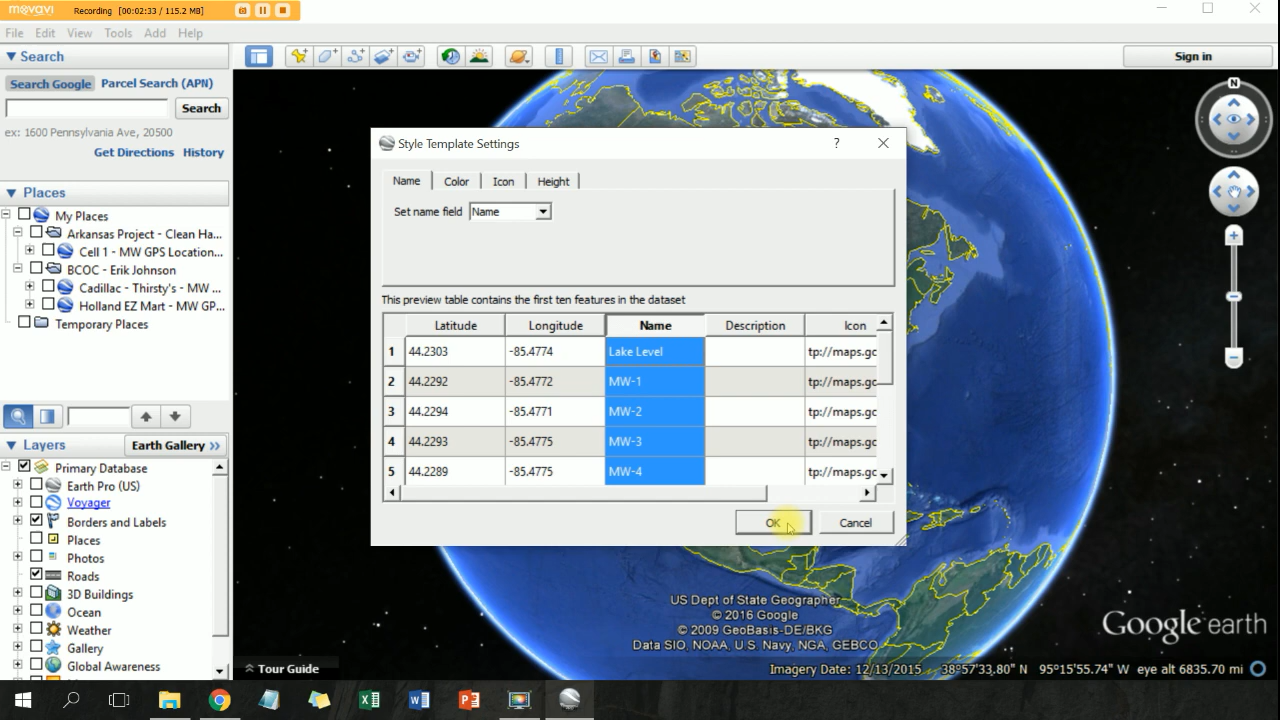 movavi Recording [00:02:33 / 115.2 MB]
File Edit View Tools Add Help
Search
Search Google Parcel Search (APN)
Search
ex: 1600 Pennsylvania Ave, 20500
Get Directions History
Places
My Places
Arkansas Project - Clean Ha...
Cell 1 - MW GPS Location...
BCOC - Erik Johnson
Cadillac - Thirsty's - MW ...
Holland EZ Mart - MW GP...
Temporary Places
Layers
Earth Gallery >>
Primary Database
Earth Pro (US)
Voyager
Borders and Labels
Places
Photos
Roads
3D Buildings
Ocean
Weather
Gallery
Global Awareness
Sign in
N
Style Template Settings ?
Name Color Icon Height
Set name field Name
This preview table contains the first ten features in the dataset
Latitude Longitude Name Description Icon
1 44.2303 -85.4774 Lake Level tp://maps.gc
2 44.2292 -85.4772 MW-1 tp://maps.gc
3 44.2294 -85.4771 MW-2 tp://maps.gc
4 44.2293 -85.4775 MW-3 tp://maps.gc
5 44.2289 -85.4775 MW-4 tp://maps.gc
OK Cancel
US Dept of State Geographer
© 2016 Google
© 2009 GeoBasis-DE/BKG
Data SIO, NOAA, U.S. Navy, NGA, GEBCO
Google earth
Tour Guide
Imagery Date: 12/13/2015 38°57'33.80" N 95°15'55.74" W eye alt 6835.70 mi